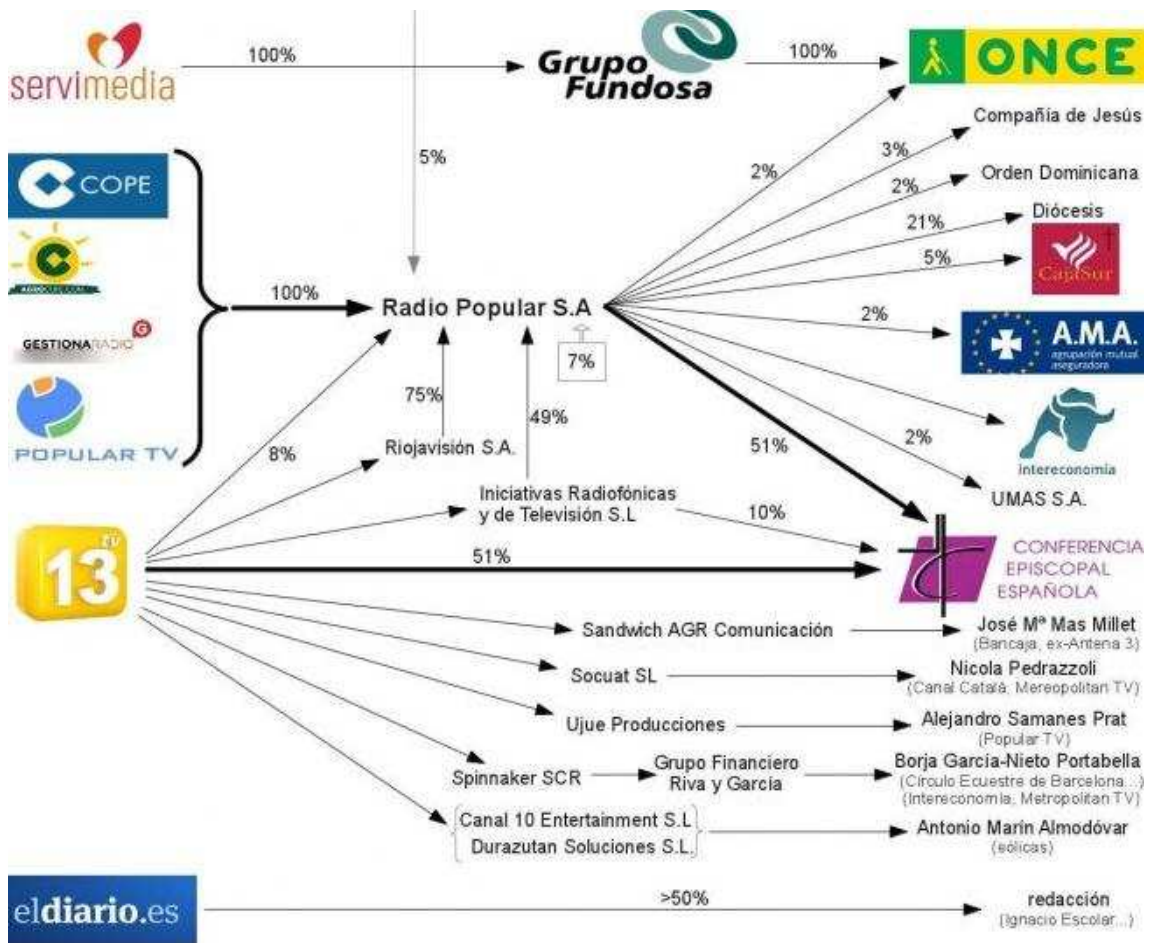 servimedia
100%
Grupo
Fundosa
100%
ONCE
5%
2%
3%
Compañía de Jesús
2%
Orden Dominicana
21%
Diócesis
5%
CajaSur
COPE
AGROCOPE.COM
100%
Radio Popular S.A
7%
2%
A.M.A.
agrupación mutual
aseguradora
GESTIONARADIO
G
POPULAR TV
75%
49%
8%
Riojavisión S.A.
51%
2%
intereconomía
UMAS S.A.
Iniciativas Radiofónicas
y de Televisión S.L
10%
13
tv
51%
CONFERENCIA
EPISCOPAL
ESPAÑOLA
Sandwich AGR Comunicación
José Mª Mas Millet
(Bancaja, ex-Antena 3)
Socuat SL
Nicola Pedrazzoli
(Canal Català, Mereopolitan TV)
Ujue Producciones
Alejandro Samanes Prat
(Popular TV)
Spinnaker SCR
Grupo Financiero
Riva y García
Borja García-Nieto Portabella
(Círculo Ecuestre de Barcelona...)
(Intereconomía, Metropolitan TV)
Canal 10 Entertainment S.L
Durazutan Soluciones S.L.
Antonio Marín Almodóvar
(eólicas)
eldiario.es
>50%
redacción
(Ignacio Escolar...)